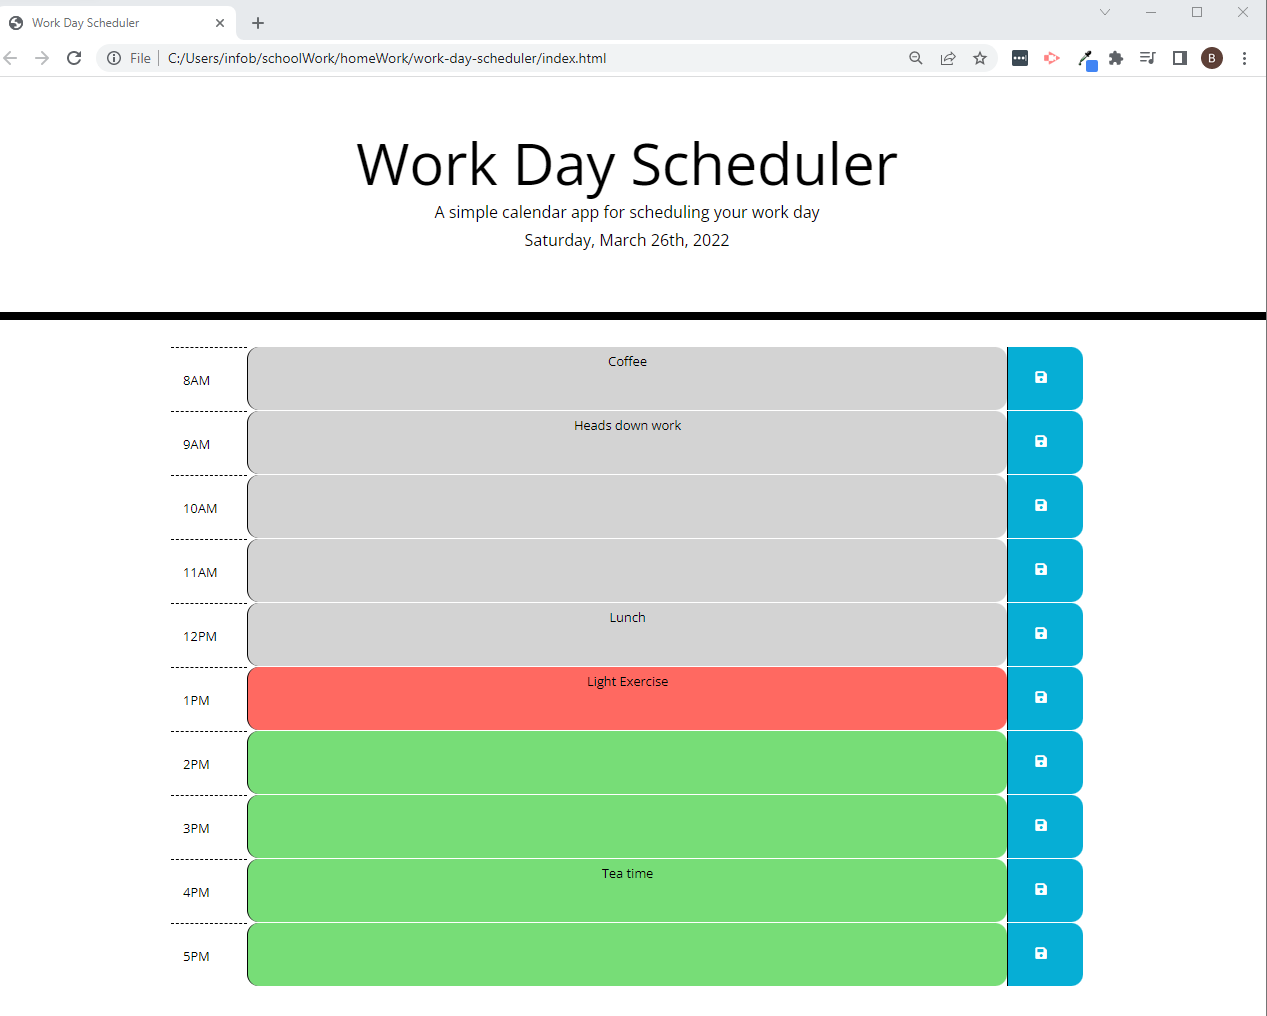 Work Day Scheduler
File C:/Users/infob/schoolWork/homeWork/work-day-scheduler/index.html
B
Work Day Scheduler
A simple calendar app for scheduling your work day
Saturday, March 26th, 2022
8AM Coffee
9AM Heads down work
10AM
11AM
12PM Lunch
1PM Light Exercise
2PM
3PM
4PM Tea time
5PM